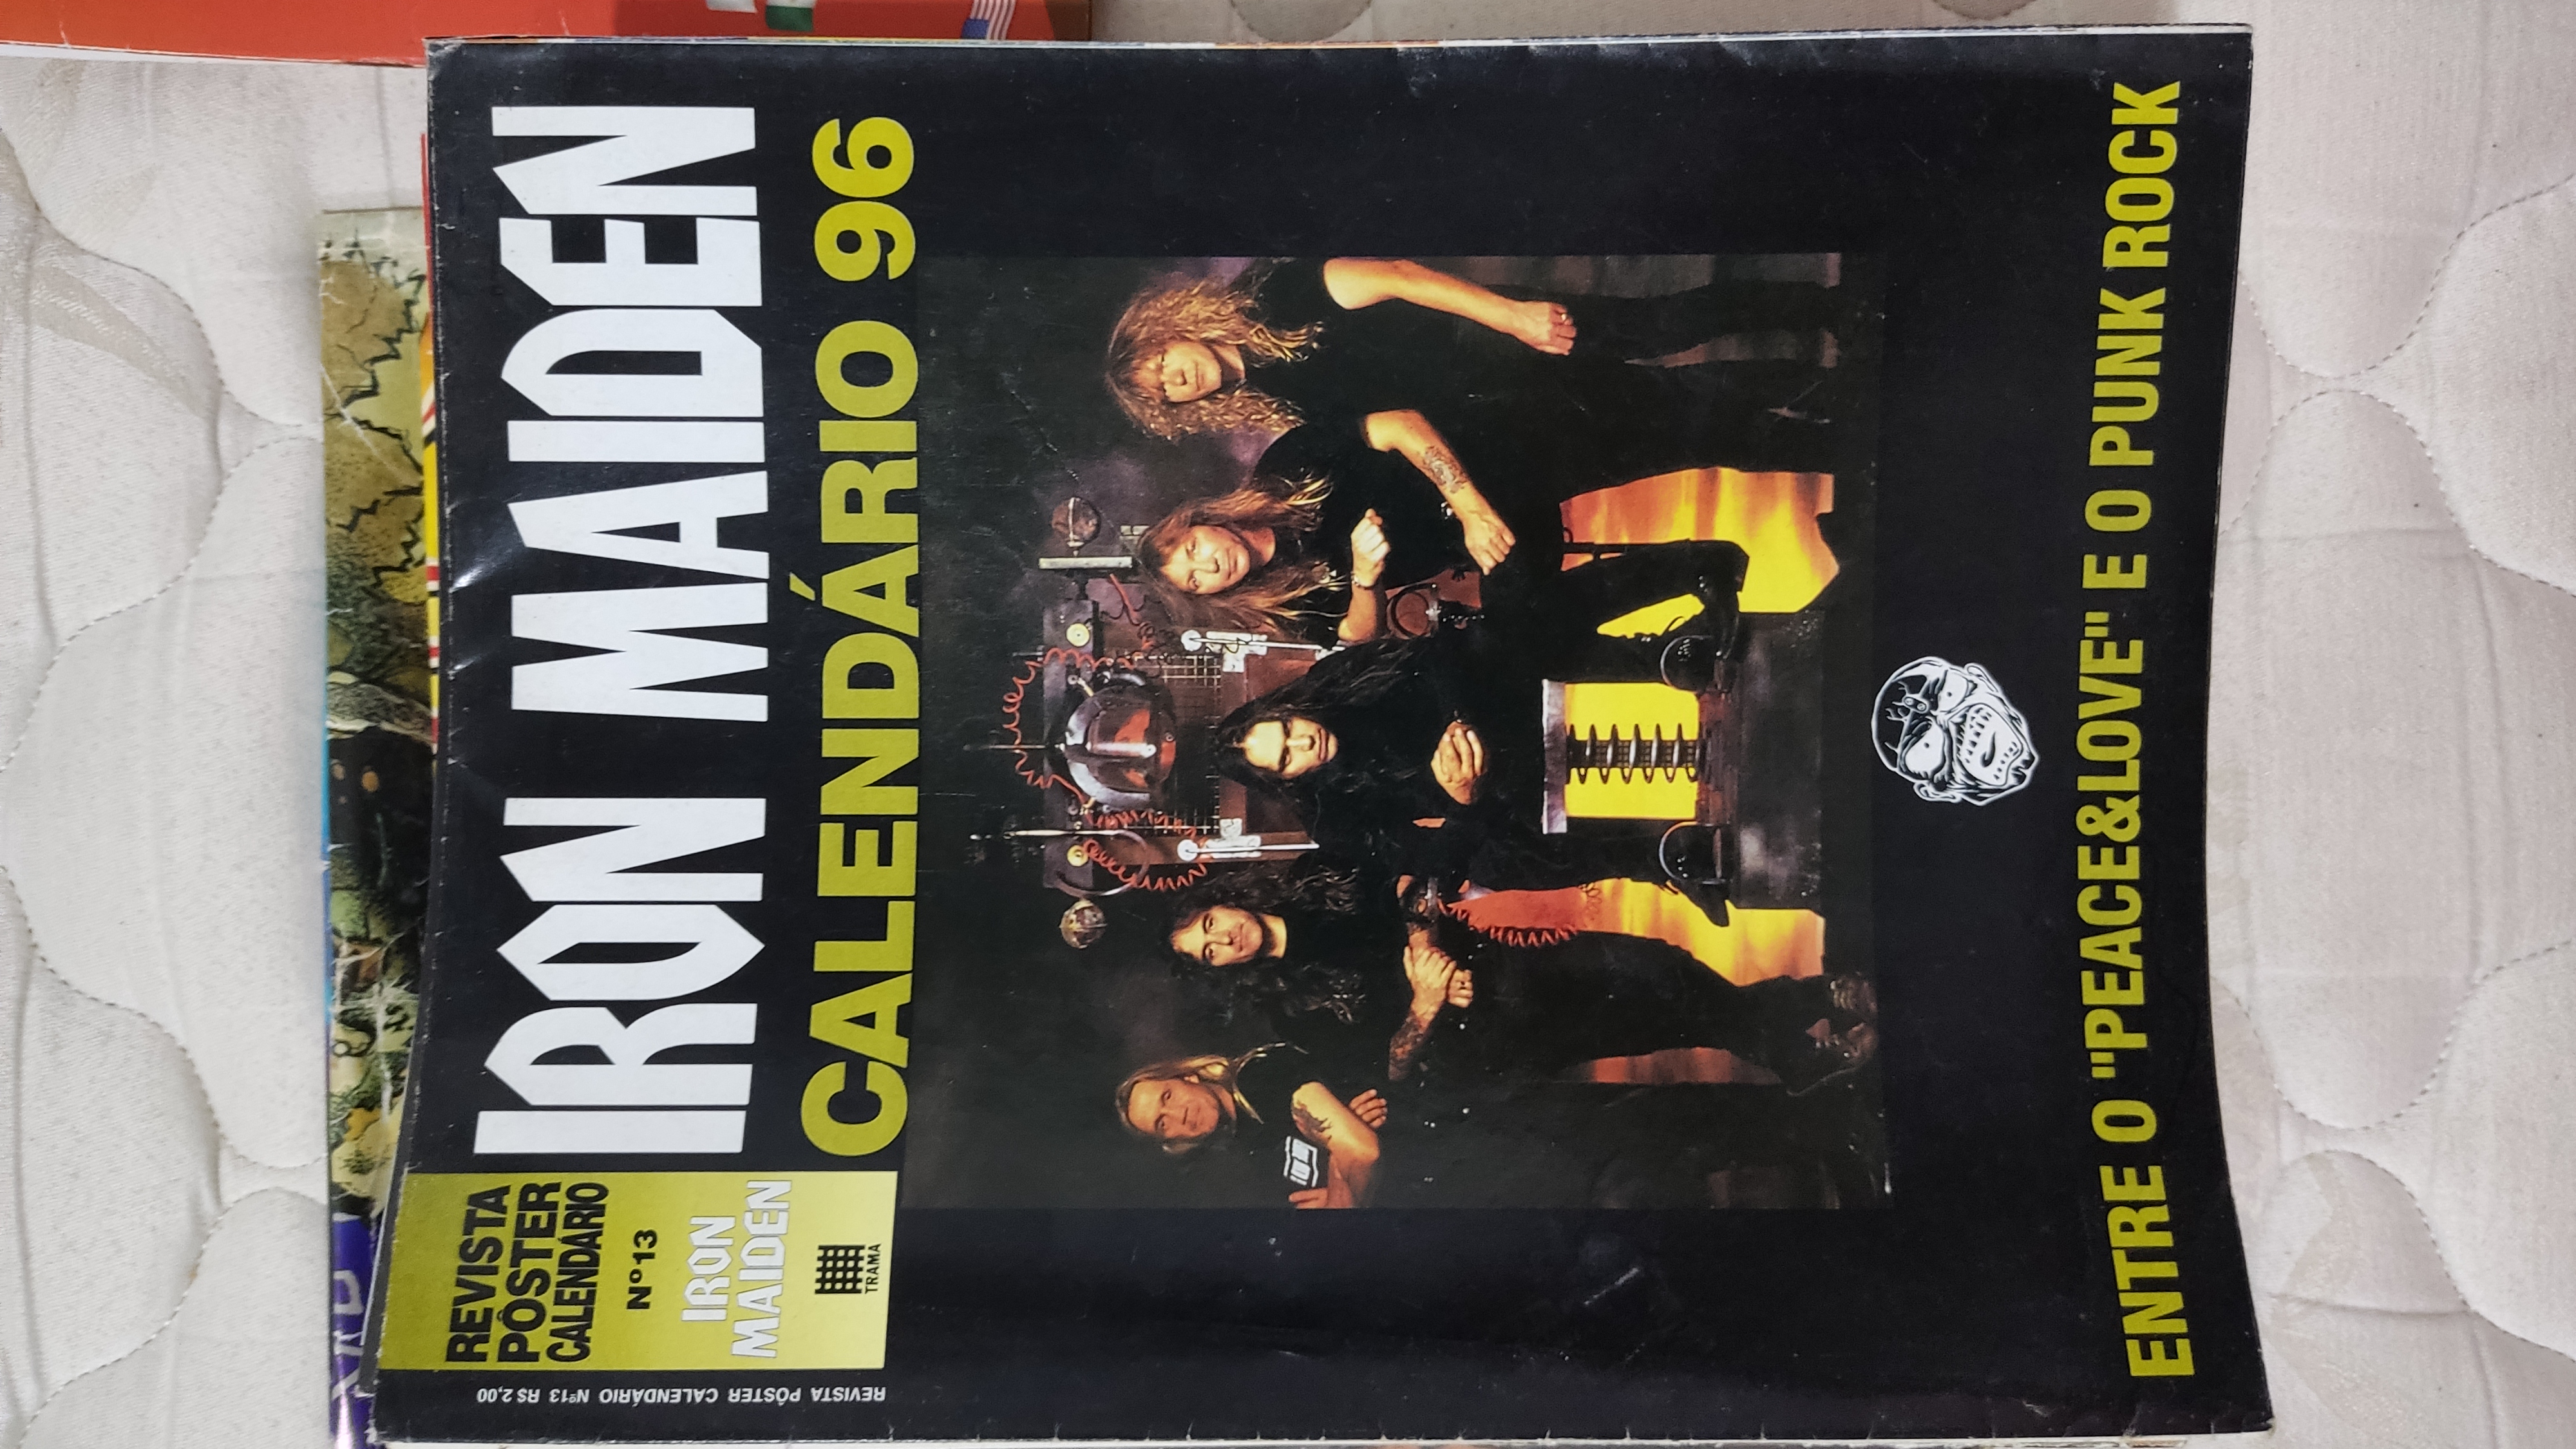 REVISTA
PÔSTER
CALENDÁRIO
Nº13
IRON
MAIDEN
TRAMA
REVISTA PÔSTER CALENDÁRIO Nº13 R$ 2,00
IRON MAIDEN
CALENDÁRIO 96
ENTRE O "PEACE&LOVE" E O PUNK ROCK